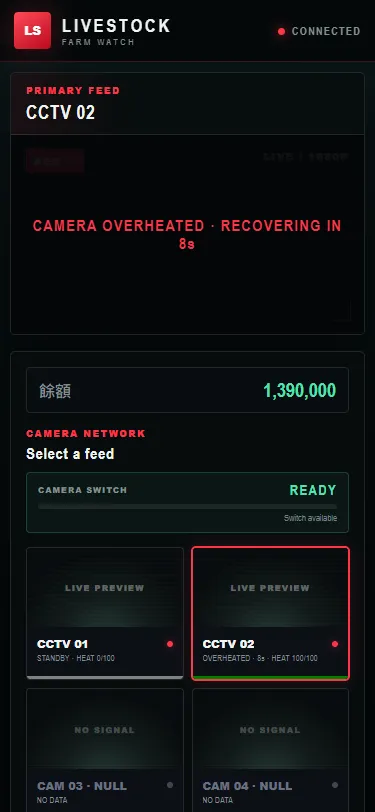 LS
LIVESTOCK
FARM WATCH
CONNECTED
PRIMARY FEED
CCTV 02
CAMERA OVERHEATED · RECOVERING IN
8s
餘額
1,390,000
CAMERA NETWORK
Select a feed
CAMERA SWITCH
READY
Switch available
LIVE PREVIEW
LIVE PREVIEW
CCTV 01
STANDBY · HEAT 0/100
CCTV 02
OVERHEATED · 8s · HEAT 100/100
NO SIGNAL
NO SIGNAL
CAM 03 · NULL
NO DATA
CAM 04 · NULL
NO DATA